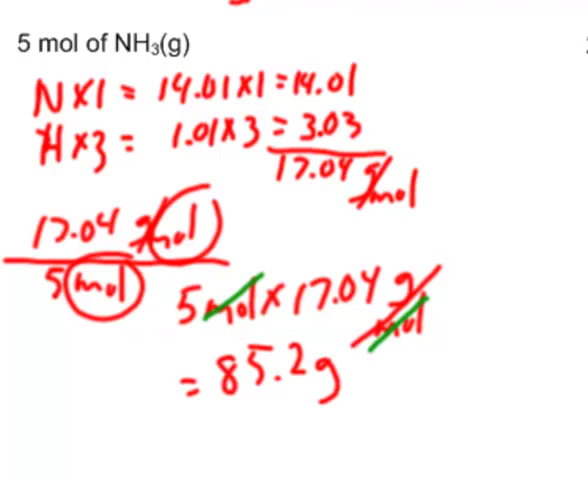 5 mol of NH₃(g)
N×1 = 14.01×1 = 14.01
H×3 = 1.01×3 = 3.03
17.04 g/mol
17.04 g/mol
5 mol
5 mol × 17.04 g/mol
= 85.2g